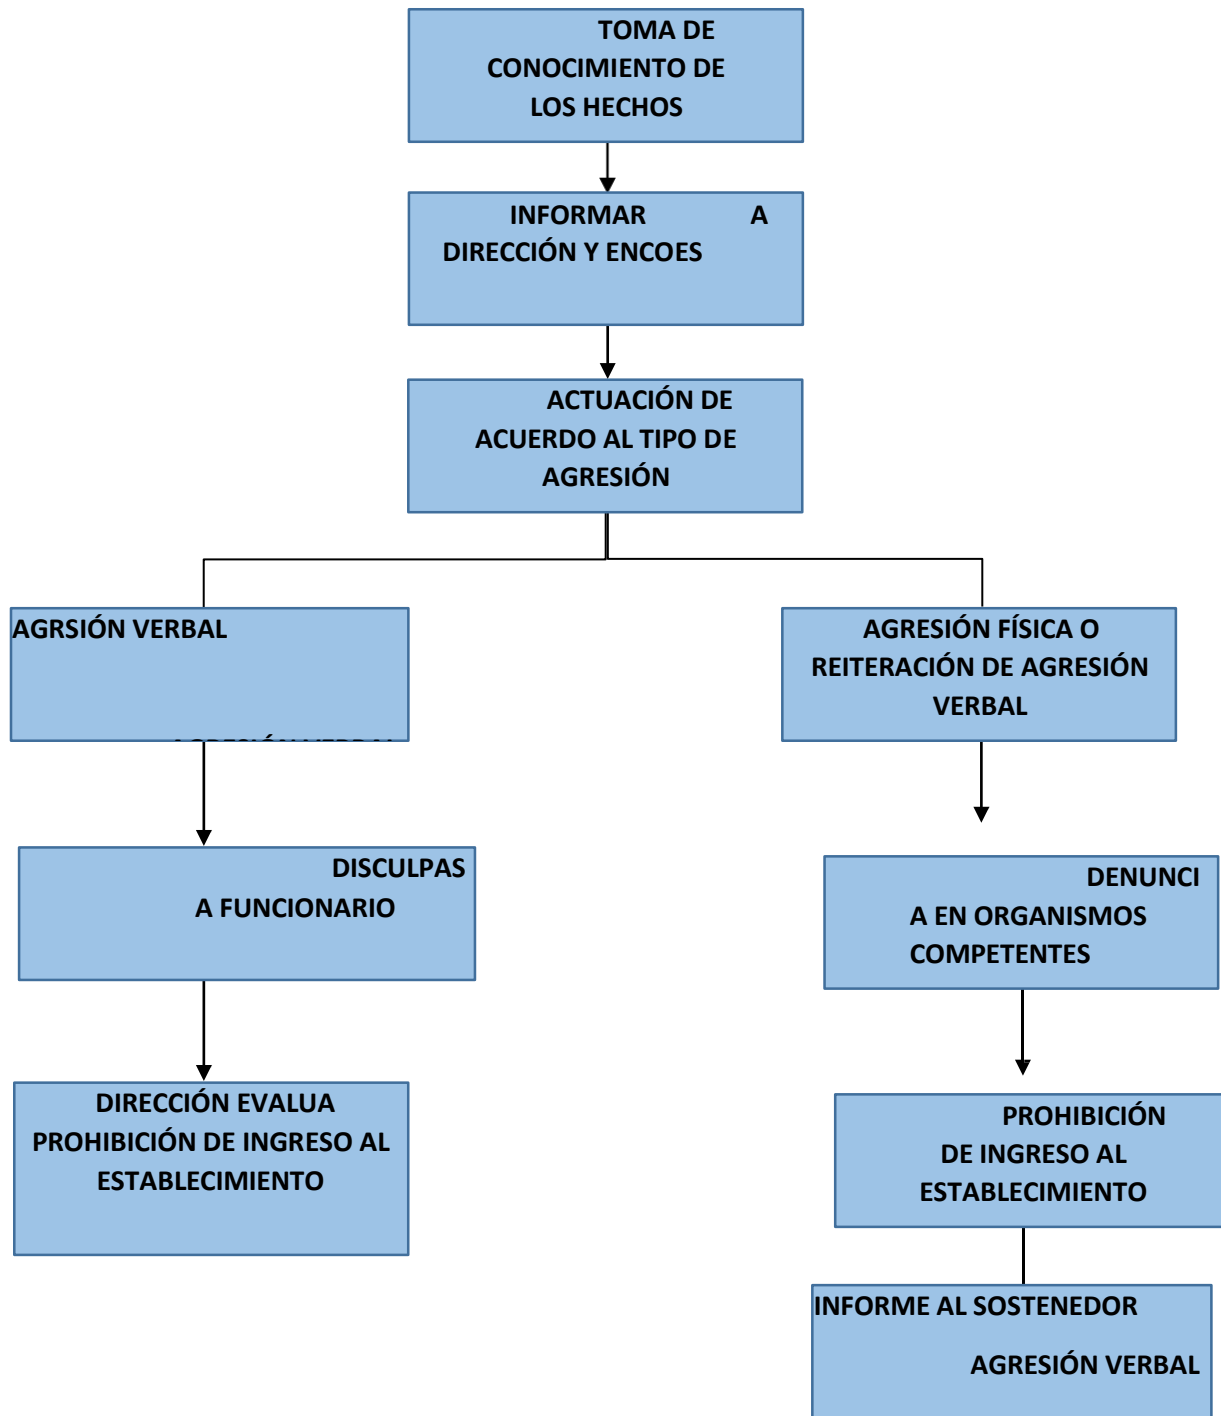 TOMA DE
CONOCIMIENTO DE
LOS HECHOS
INFORMAR A
DIRECCIÓN Y ENCOES
ACTUACIÓN DE
ACUERDO AL TIPO DE
AGRESIÓN
AGRSIÓN VERBAL
AGRESIÓN VERBAL
AGRESIÓN FÍSICA O
REITERACIÓN DE AGRESIÓN
VERBAL
DISCULPAS
A FUNCIONARIO
DENUNCI
A EN ORGANISMOS
COMPETENTES
DIRECCIÓN EVALUA
PROHIBICIÓN DE INGRESO AL
ESTABLECIMIENTO
PROHIBICIÓN
DE INGRESO AL
ESTABLECIMIENTO
INFORME AL SOSTENEDOR
AGRESIÓN VERBAL